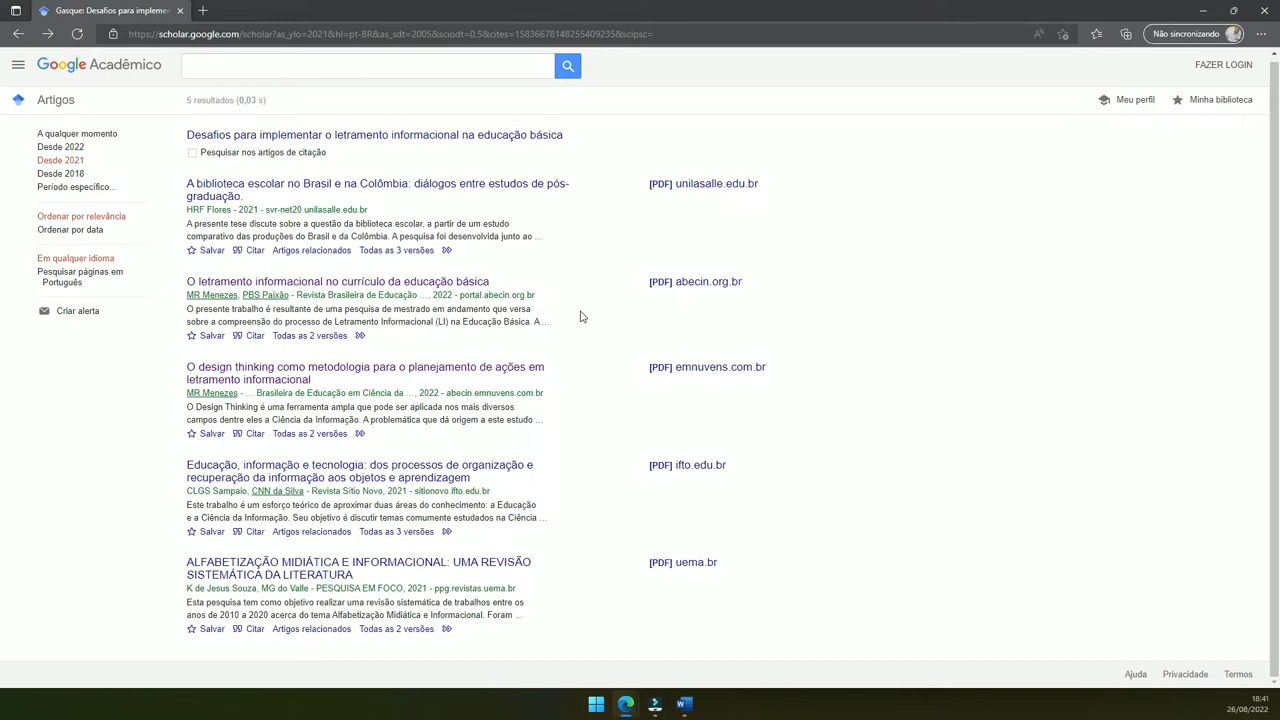 Gasque: Desafios para implemen
https://scholar.google.com/scholar?as_ylo=2021&hl=pt-BR&as_sdt=2005&sciodt=0,5&cites=15836678148255409235&scipsc=
Não sincronizando
Google Acadêmico
FAZER LOGIN
Artigos
5 resultados (0,03 s)
Meu perfil
Minha biblioteca
A qualquer momento
Desde 2022
Desde 2021
Desde 2018
Período específico...
Ordenar por relevância
Ordenar por data
Em qualquer idioma
Pesquisar páginas em
Português
Criar alerta
Desafios para implementar o letramento informacional na educação básica
Pesquisar nos artigos de citação
A biblioteca escolar no Brasil e na Colômbia: diálogos entre estudos de pós-
graduação.
[PDF] unilasalle.edu.br
HRF Flores - 2021 - svr-net20.unilasalle.edu.br
A presente tese discute sobre a questão da biblioteca escolar, a partir de um estudo
comparativo das produções do Brasil e da Colômbia. A pesquisa foi desenvolvida junto ao ...
Salvar Citar Artigos relacionados Todas as 3 versões
O letramento informacional no currículo da educação básica
[PDF] abecin.org.br
MR Menezes, PBS Paixão - Revista Brasileira de Educação ..., 2022 - portal.abecin.org.br
O presente trabalho é resultante de uma pesquisa de mestrado em andamento que versa
sobre a compreensão do processo de Letramento Informacional (LI) na Educação Básica. A ...
Salvar Citar Todas as 2 versões
O design thinking como metodologia para o planejamento de ações em
letramento informacional
[PDF] emnuvens.com.br
MR Menezes - ... Brasileira de Educação em Ciência da ..., 2022 - abecin.emnuvens.com.br
O Design Thinking é uma ferramenta ampla que pode ser aplicada nos mais diversos
campos dentre eles a Ciência da Informação. A problemática que dá origem a este estudo ...
Salvar Citar Todas as 2 versões
Educação, informação e tecnologia: dos processos de organização e
recuperação da informação aos objetos e aprendizagem
[PDF] ifto.edu.br
CLGS Sampaio, CNN da Silva - Revista Sítio Novo, 2021 - sitionovo.ifto.edu.br
Este trabalho é um esforço teórico de aproximar duas áreas do conhecimento: a Educação
e a Ciência da Informação. Seu objetivo é discutir temas comumente estudados na Ciência ...
Salvar Citar Artigos relacionados Todas as 3 versões
ALFABETIZAÇÃO MIDIÁTICA E INFORMACIONAL: UMA REVISÃO
SISTEMÁTICA DA LITERATURA
[PDF] uema.br
K de Jesus Souza, MG do Valle - PESQUISA EM FOCO, 2021 - ppg.revistas.uema.br
Esta pesquisa tem como objetivo realizar uma revisão sistemática de trabalhos entre os
anos de 2010 a 2020 acerca do tema Alfabetização Midiática e Informacional. Foram ...
Salvar Citar Artigos relacionados Todas as 2 versões
Ajuda Privacidade Termos
18:41
26/08/2022